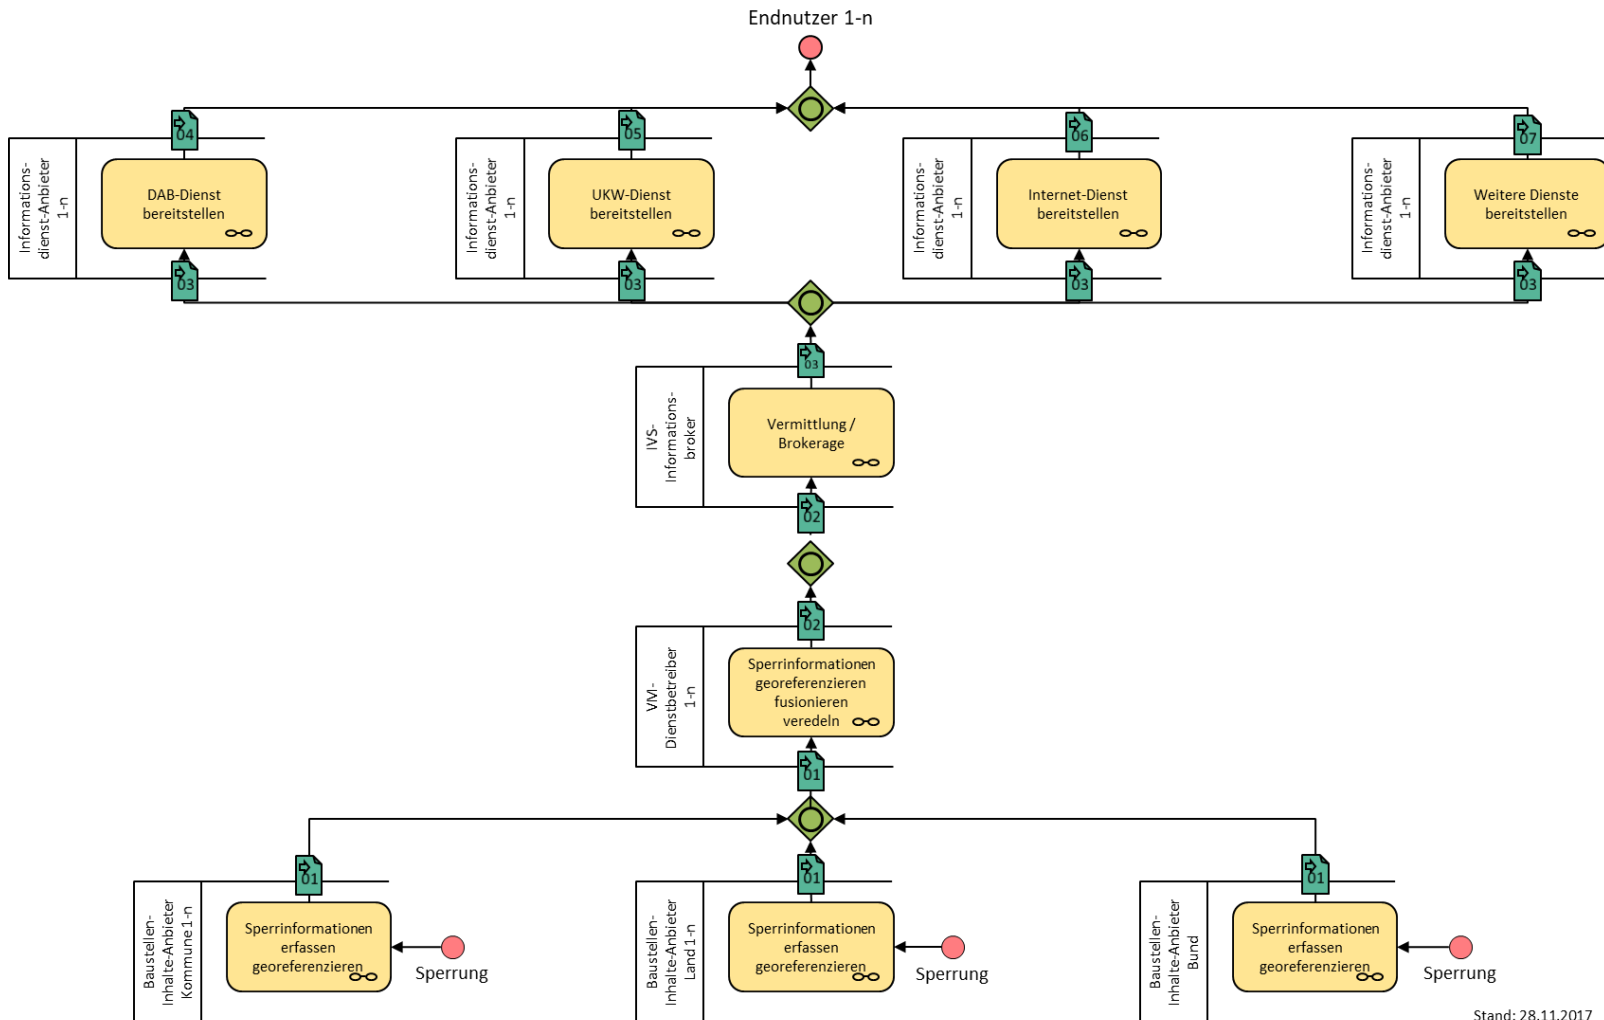 Endnutzer 1-n
04
05
06
07
Informations-
dienst-Anbieter
1-n
DAB-Dienst
bereitstellen
Informations-
dienst-Anbieter
1-n
UKW-Dienst
bereitstellen
Informations-
dienst-Anbieter
1-n
Internet-Dienst
bereitstellen
Informations-
dienst-Anbieter
1-n
Weitere Dienste
bereitstellen
03
03
03
03
03
IVS-
Informations-
broker
Vermittlung /
Brokerage
02
02
VM-
Dienstbetreiber
1-n
Sperrinformationen
georeferenzieren
fusionieren
veredeln
01
01
01
01
Baustellen-
Inhalte-Anbieter
Kommune 1-n
Sperrinformationen
erfassen
georeferenzieren
Sperrung
Baustellen-
Inhalte-Anbieter
Land 1-n
Sperrinformationen
erfassen
georeferenzieren
Sperrung
Baustellen-
Inhalte-Anbieter
Bund
Sperrinformationen
erfassen
georeferenzieren
Sperrung
Stand: 28.11.2017